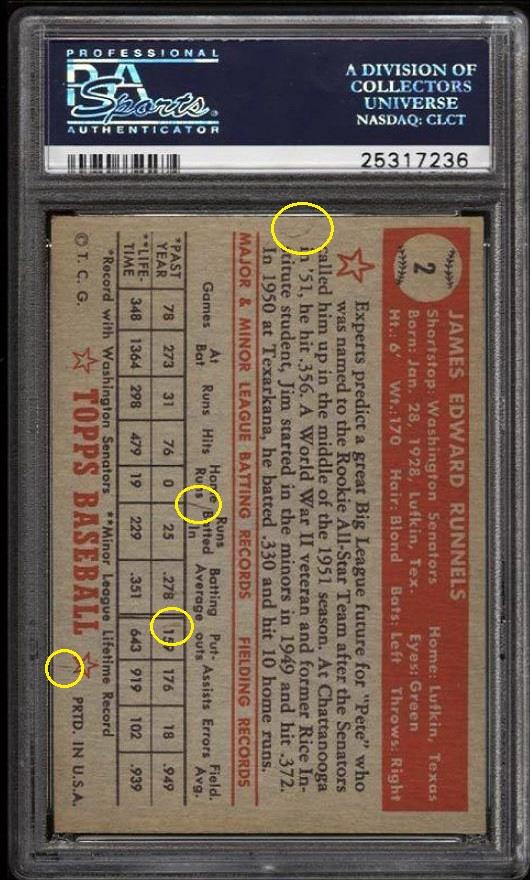 PROFESSIONAL
PSA
Sports
AUTHENTICATOR
A DIVISION OF
COLLECTORS
UNIVERSE
NASDAQ: CLCT
25317236
2
JAMES EDWARD RUNNELS
Shortstop: Washington Senators Home: Lufkin, Texas
Born: Jan. 28, 1928, Lufkin, Tex. Eyes: Green
Ht.: 6' Wt.: 170 Hair: Blond Bats: Left Throws: Right
Experts predict a great Big League future for "Pete" who
was named to the Rookie All-Star Team after the Senators
called him up in the middle of the 1951 season. At Chattanooga
in '51, he hit .356. A World War II veteran and former Rice In-
stitute student, Jim started in the minors in 1949 and hit .372.
In 1950 at Texarkana, he batted .330 and hit 10 home runs.
MAJOR & MINOR LEAGUE BATTING RECORDS FIELDING RECORDS
Games At Bat Runs Hits Home Runs Runs Batted In Batting Average Put-outs Assists Errors Field. Avg.
*PAST YEAR 78 273 31 76 0 25 .278 176 18 .949
**LIFE-TIME 348 1364 298 479 19 229 .351 643 919 102 .939
*Record with Washington Senators **Minor League Lifetime Record
© T. C. G. TOPPS BASEBALL PRTD. IN U.S.A.